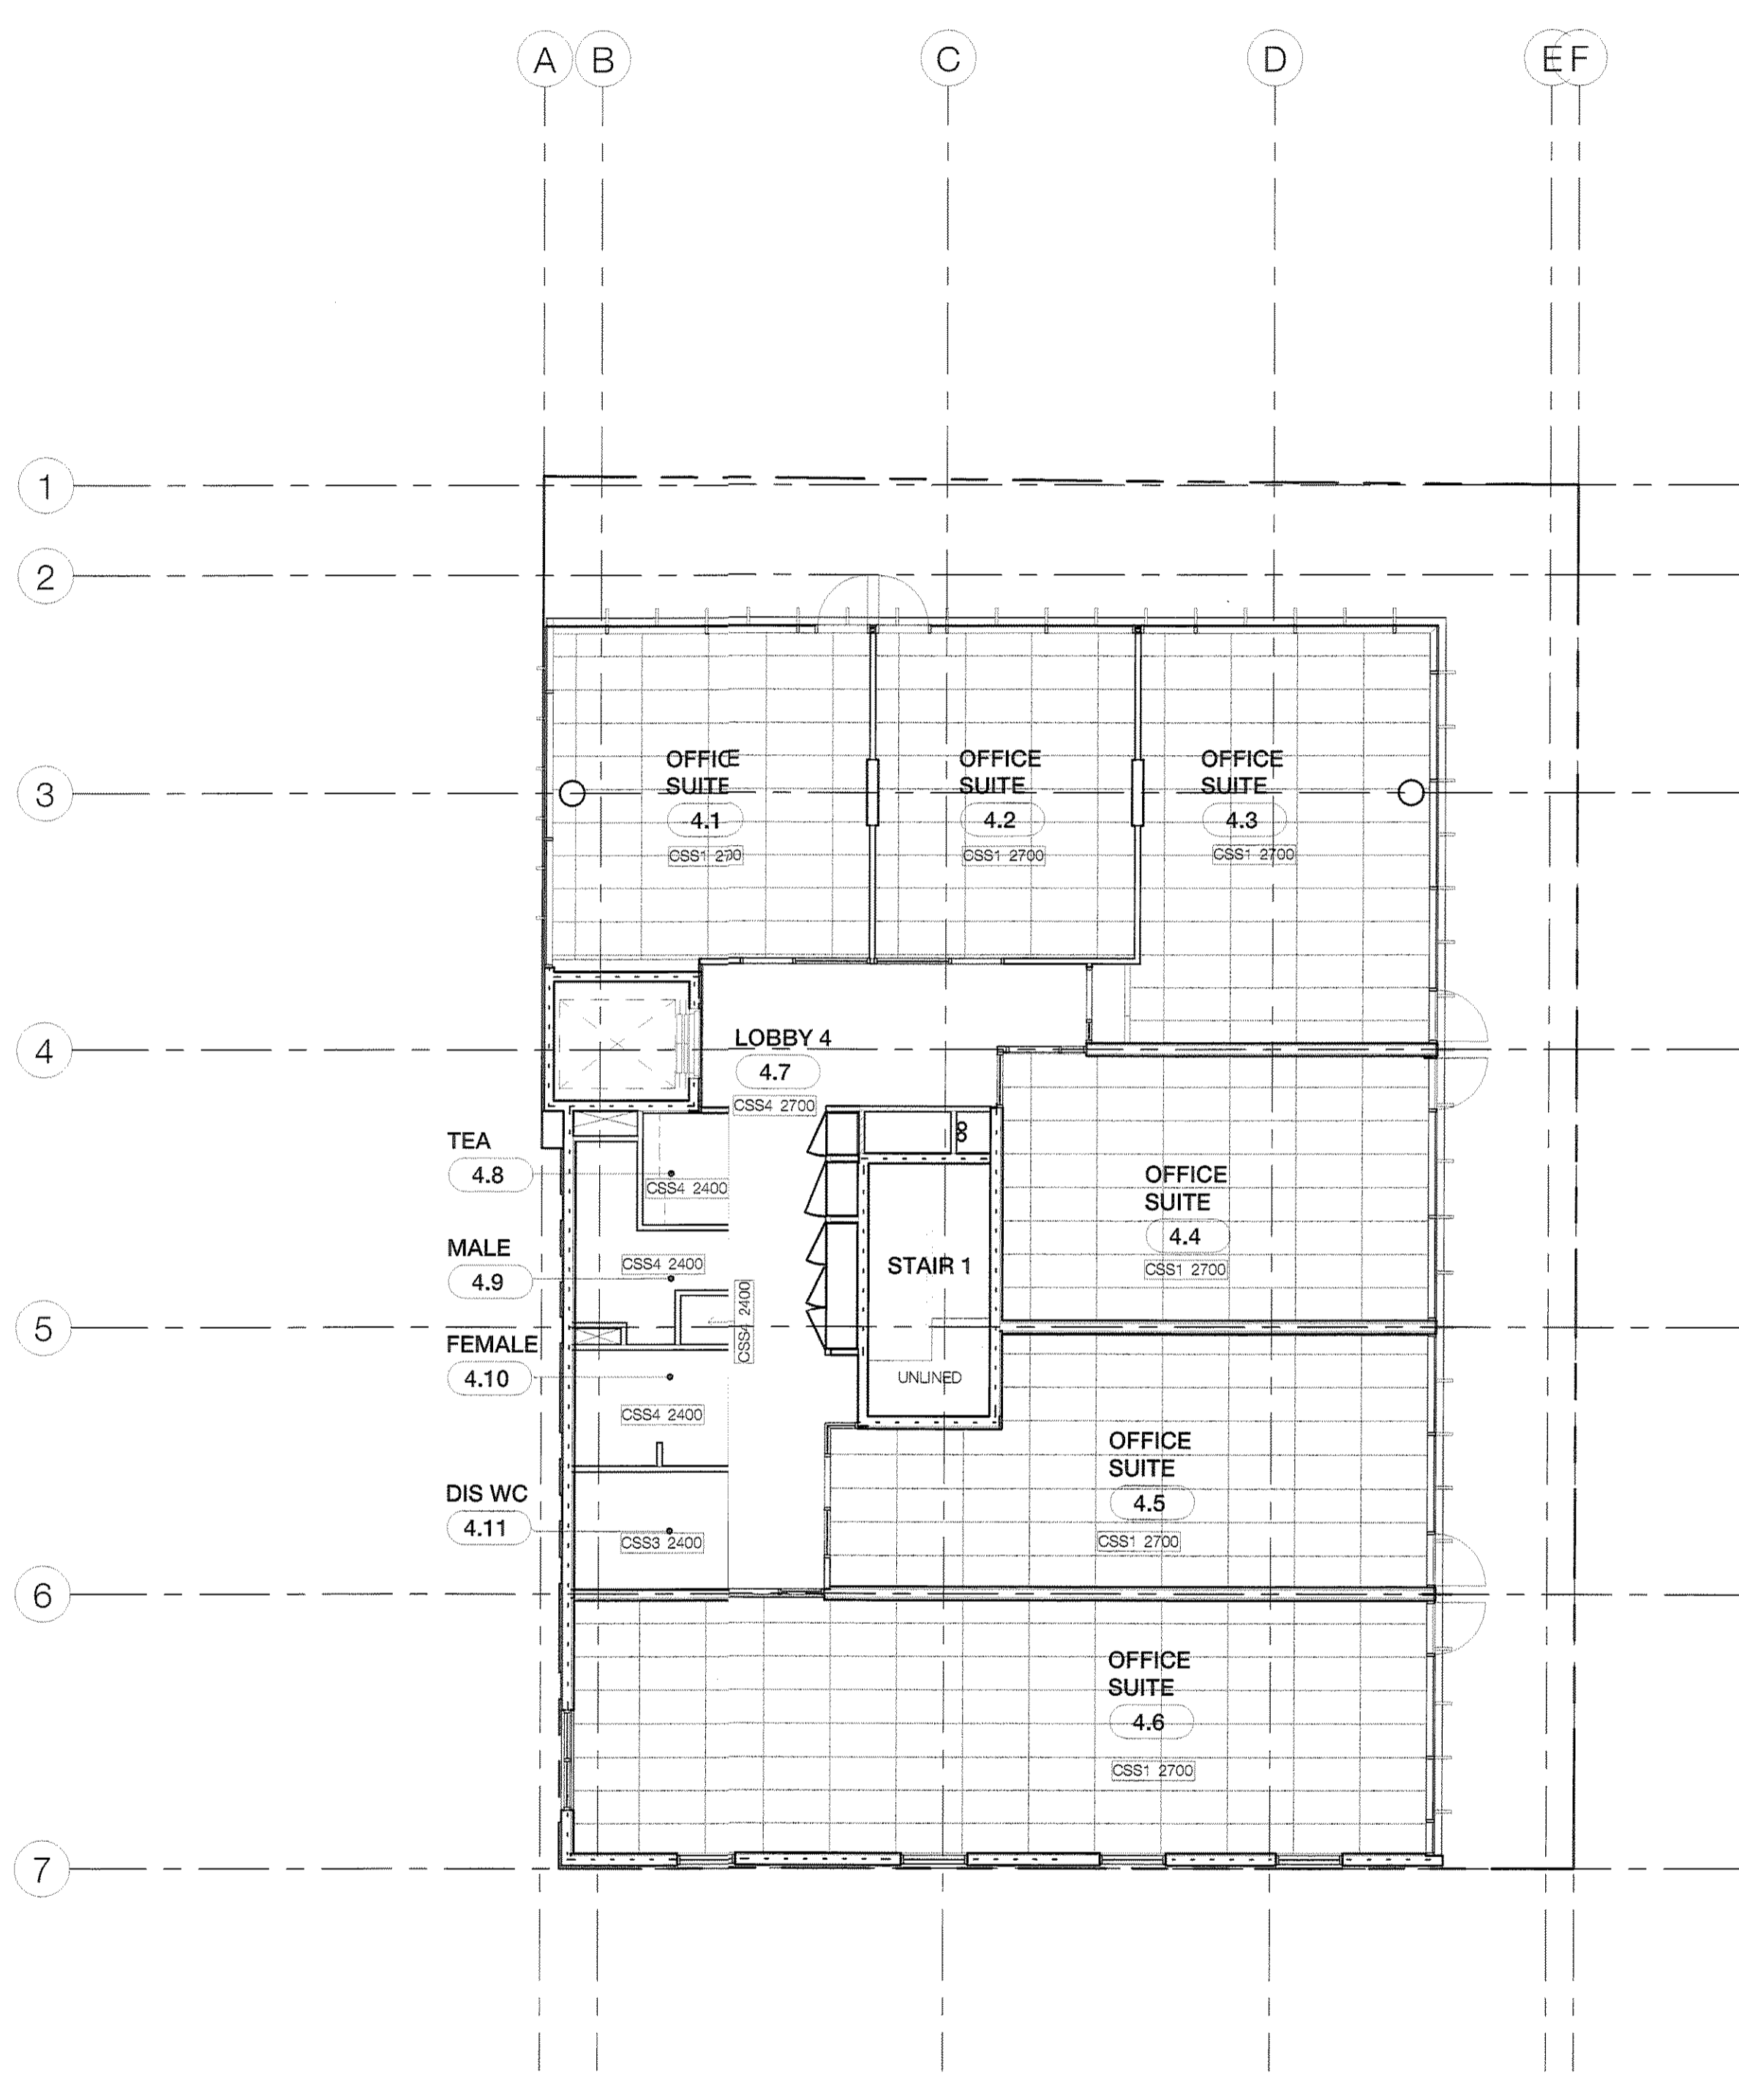 A B C D E F
1
2
OFFICE SUITE 4.1 CSS1 2700
OFFICE SUITE 4.2 CSS1 2700
OFFICE SUITE 4.3 CSS1 2700
3
4
LOBBY 4
4.7
CSS4 2700
TEA
4.8
CSS4 2400
OFFICE
SUITE
4.4
CSS1 2700
MALE
4.9
CSS4 2400
STAIR 1
UNLINED
CSS4 2400
5
FEMALE
4.10
CSS4 2400
OFFICE
SUITE
4.5
CSS1 2700
DIS WC
4.11
CSS3 2400
6
OFFICE
SUITE
4.6
CSS1 2700
7